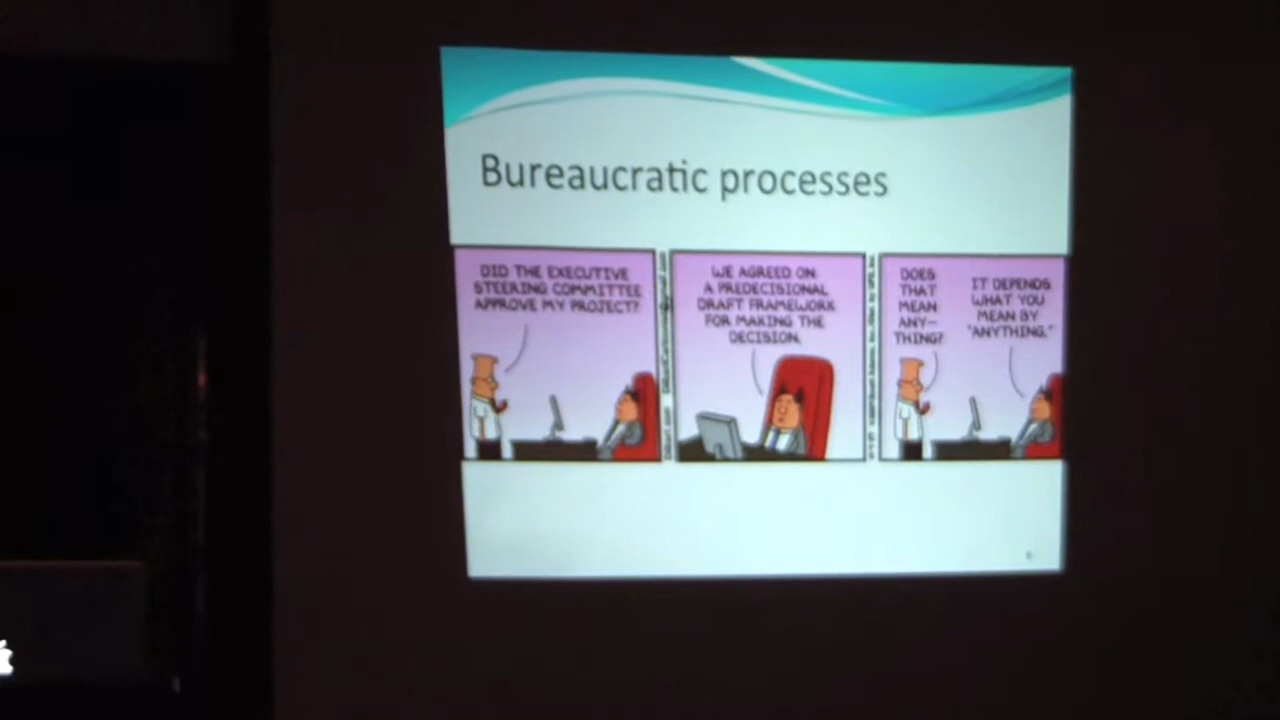 Bureaucratic processes
DID THE EXECUTIVE
STEERING COMMITTEE
APPROVE MY PROJECT?
WE AGREED ON
A PREDECISIONAL
DRAFT FRAMEWORK
FOR MAKING THE
DECISION.
DOES
THAT
MEAN
ANY-
THING?
IT DEPENDS
WHAT YOU
MEAN BY
"ANYTHING."